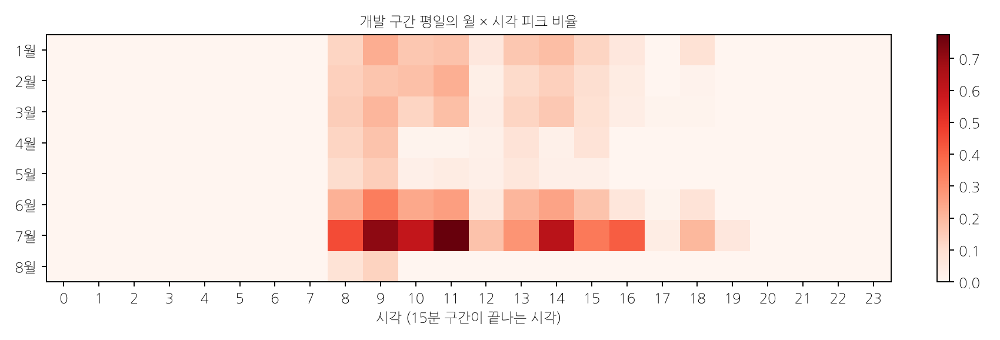 개발 구간 평일의 월 × 시각 피크 비율
1월
2월
3월
4월
5월
6월
7월
8월
0 1 2 3 4 5 6 7 8 9 10 11 12 13 14 15 16 17 18 19 20 21 22 23
시각 (15분 구간이 끝나는 시각)
0.7
0.6
0.5
0.4
0.3
0.2
0.1
0.0